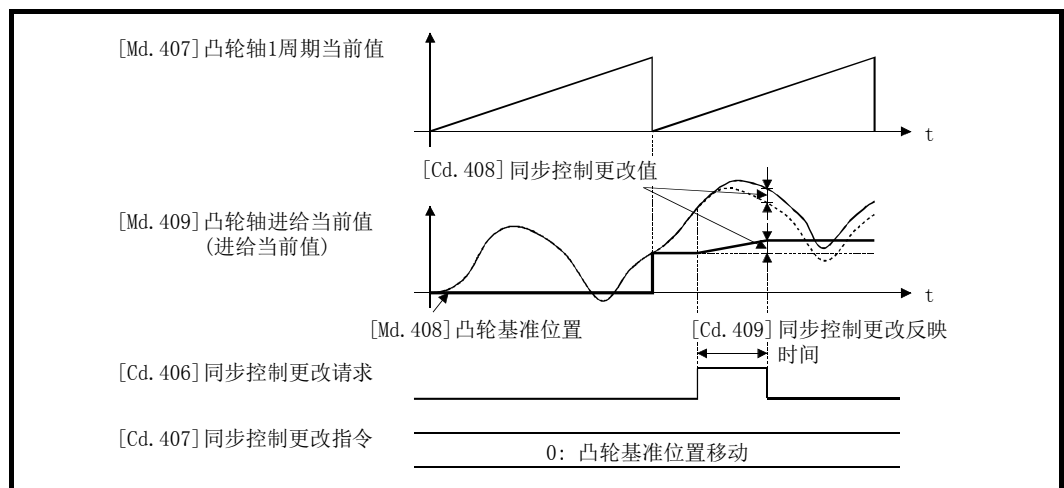 [Md.407]凸轮轴1周期当前值
t
[Cd.408]同步控制更改值
[Md.409]凸轮轴进给当前值
(进给当前值)
t
[Md.408]凸轮基准位置
[Cd.409]同步控制更改反映
时间
[Cd.406]同步控制更改请求
[Cd.407]同步控制更改指令
0: 凸轮基准位置移动